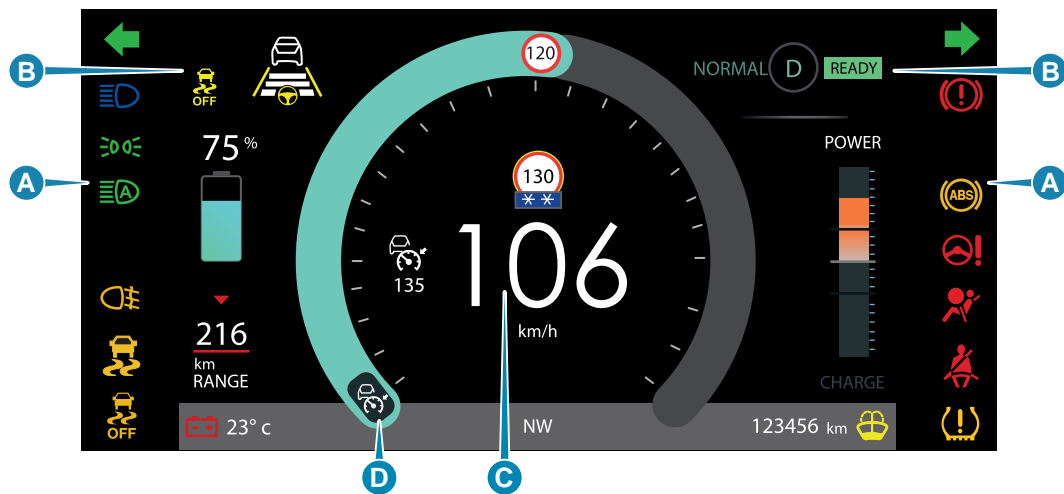 120
B
OFF
NORMAL
D
READY
B
75 %
POWER
130
A
A
ABS
A
106
135
km/h
216
km
RANGE
CHARGE
OFF
23° c
NW
123456 km
D
C